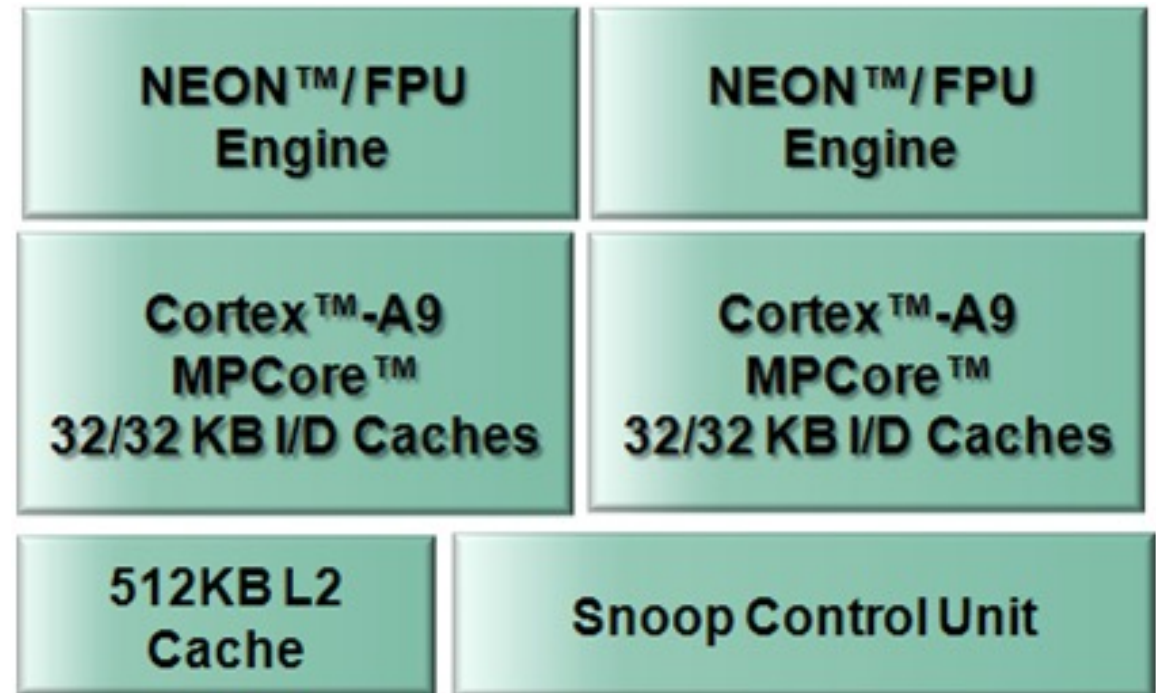 NEON™/FPU
Engine
NEON™/FPU
Engine
Cortex™-A9
MPCore™
32/32 KB I/D Caches
Cortex™-A9
MPCore™
32/32 KB I/D Caches
512KB L2
Cache
Snoop Control Unit